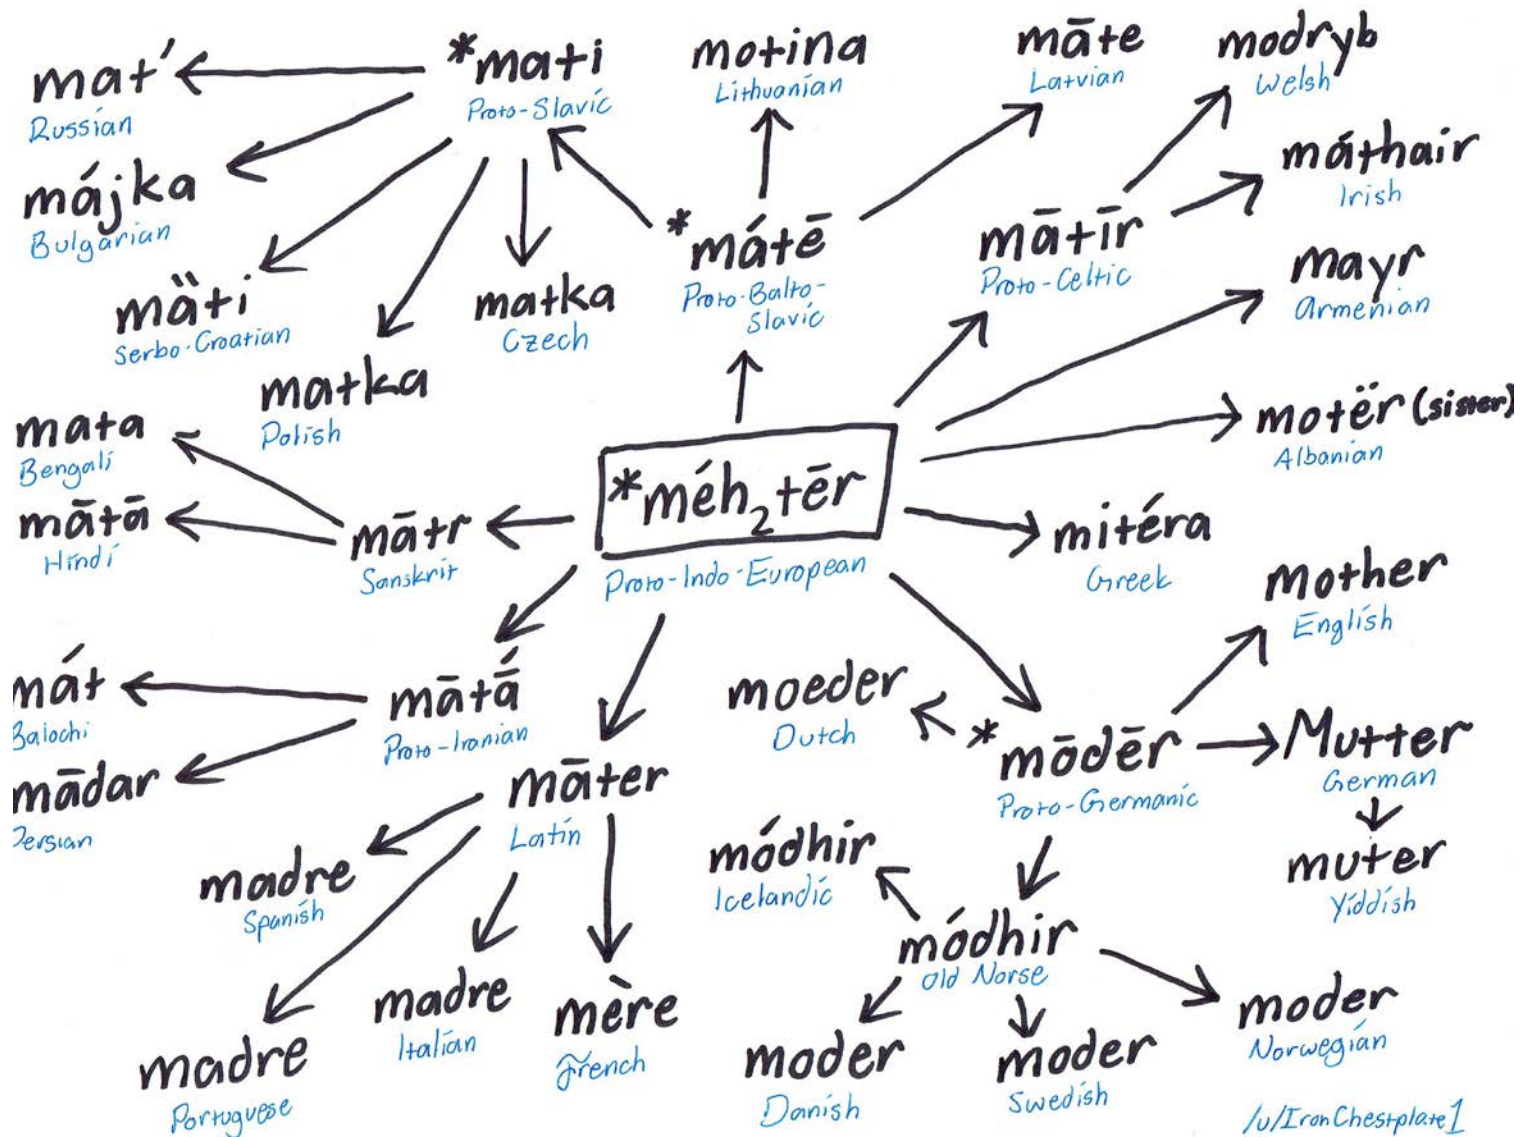 mat'
Russian
*mati
Proto-Slavic
motina
Lithuanian
māte
Latvian
modryb
Welsh
májka
Bulgarian
máthair
Irish
mȁti
Serbo-Croatian
matka
Czech
*mátē
Proto-Balto-
Slavic
mātīr
Proto-Celtic
mayr
Armenian
matka
Polish
motër (sister)
Albanian
mata
Bengali
mātā
Hindi
mātr
Sanskrit
*méh₂tēr
Proto-Indo-European
mitéra
Greek
Mother
English
mát
Balochi
mātā́
Proto-Iranian
moeder
Dutch
*mōdēr
Proto-Germanic
Mutter
German
mādar
Persian
māter
Latin
muter
Yiddish
madre
Spanish
módhir
Icelandic
módhir
Old Norse
madre
Portuguese
madre
Italian
mère
French
moder
Danish
moder
Swedish
moder
Norwegian
/u/IronChestplate1